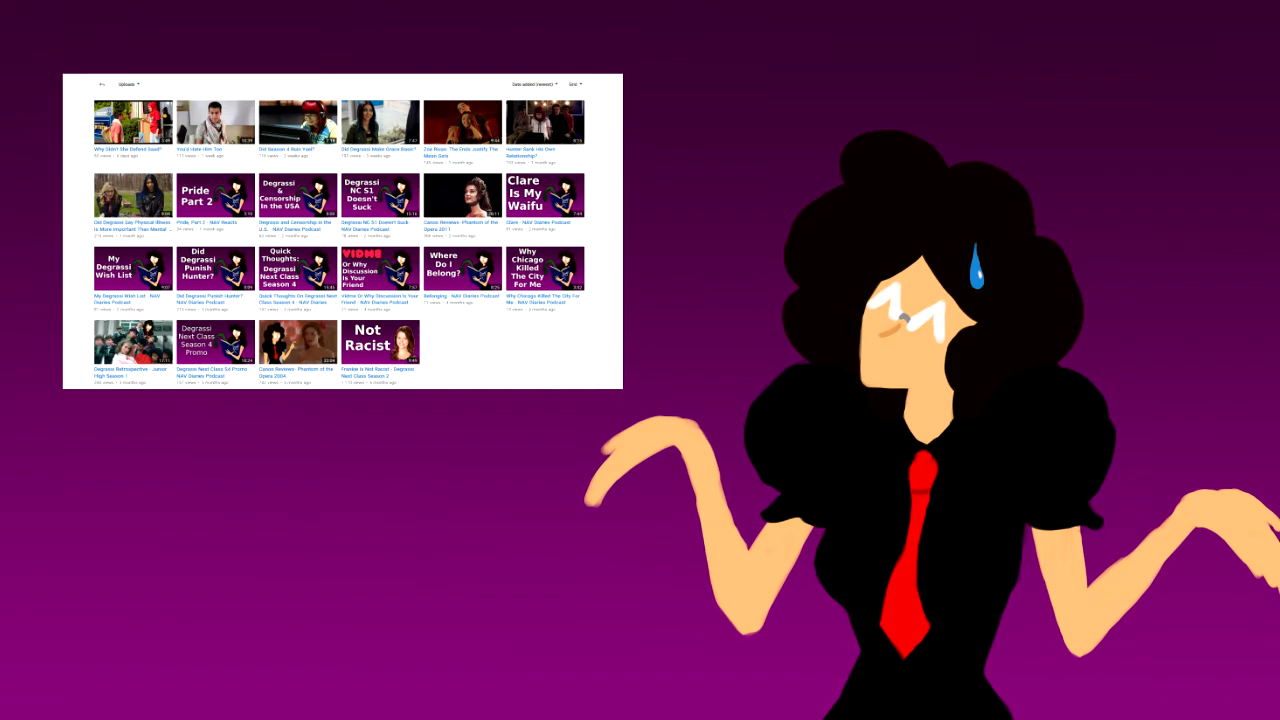 Uploads
Date added (newest)
Grid
Why Didn't She Defend Saad?
You'd Hate Him Too
Did Season 4 Ruin Yael?
Did Degrassi Make Grace Basic?
Zoe Rivas: The Ends Justify The
Mean Girls
Hunter Sank His Own
Relationship?
Pride
Part 2
Degrassi
&
Censorship
In the USA
Degrassi
NC S1
Doesn't
Suck
Clare
Is My
Waifu
Did Degrassi Say Physical Illness
Is More Important Than Mental ...
Pride, Part 2 - NAV Reacts
Degrassi and Censorship in the
U.S. - NAV Diaries Podcast
Degrassi NC S1 Doesn't Suck
NAV Diaries Podcast
Canon Reviews: Phantom of the
Opera 2011
Clare - NAV Diaries Podcast
My
Degrassi
Wish List
Did
Degrassi
Punish
Hunter?
Quick
Thoughts:
Degrassi
Next Class
Season 4
VIDME
Or Why
Discussion
Is Your
Friend
Where
Do I
Belong?
Why
Chicago
Killed
The City
For Me
My Degrassi Wish List - NAV
Diaries Podcast
Did Degrassi Punish Hunter?
NAV Diaries Podcast
Quick Thoughts On Degrassi Next
Class Season 4 - NAV Diaries
Vidme Or Why Discussion Is Your
Friend - NAV Diaries Podcast
Belonging - NAV Diaries Podcast
Why Chicago Killed The City For
Me - NAV Diaries Podcast
Degrassi
Next Class
Season 4
Promo
Not
Racist
Degrassi Retrospective - Junior
High Season 1
Degrassi Next Class S4 Promo
NAV Diaries Podcast
Canon Reviews: Phantom of the
Opera 2004
Frankie Is Not Racist - Degrassi
Next Class Season 2